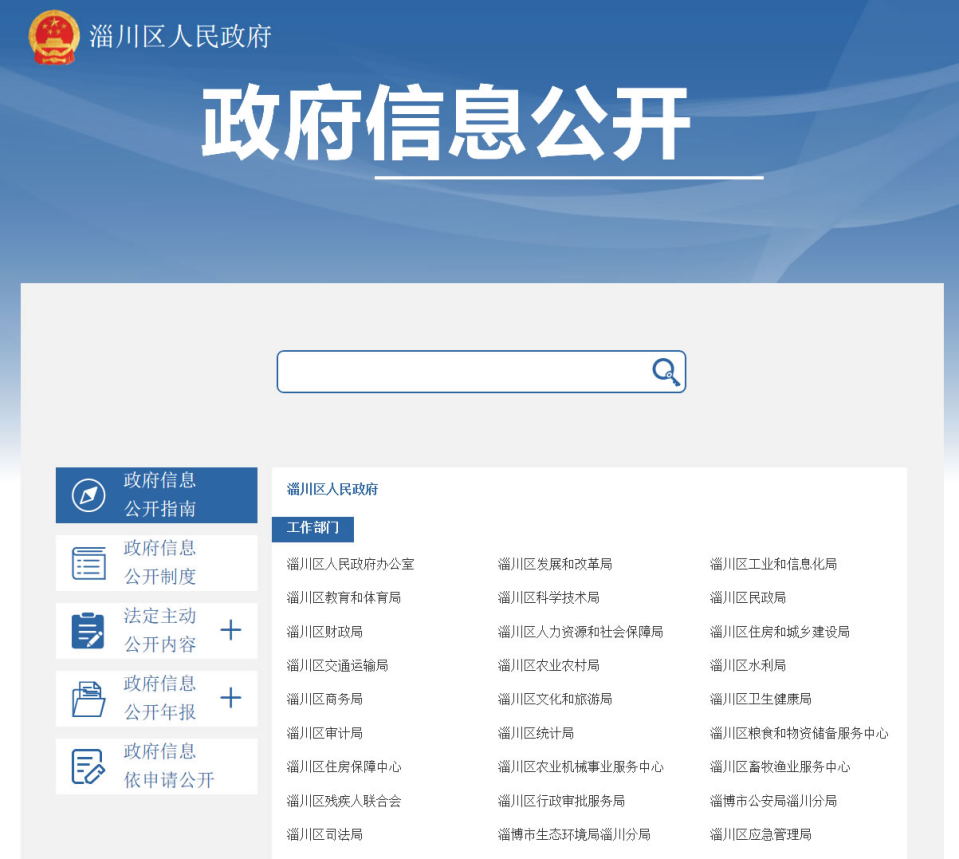 淄川区人民政府
政府信息公开
政府信息
公开指南
政府信息
公开制度
法定主动
公开内容
政府信息
公开年报
政府信息
依申请公开
淄川区人民政府
工作部门
淄川区人民政府办公室 淄川区发展和改革局 淄川区工业和信息化局
淄川区教育和体育局 淄川区科学技术局 淄川区民政局
淄川区财政局 淄川区人力资源和社会保障局 淄川区住房和城乡建设局
淄川区交通运输局 淄川区农业农村局 淄川区水利局
淄川区商务局 淄川区文化和旅游局 淄川区卫生健康局
淄川区审计局 淄川区统计局 淄川区粮食和物资储备服务中心
淄川区住房保障中心 淄川区农业机械事业服务中心 淄川区畜牧渔业服务中心
淄川区残疾人联合会 淄川区行政审批服务局 淄博市公安局淄川分局
淄川区司法局 淄博市生态环境局淄川分局 淄川区应急管理局